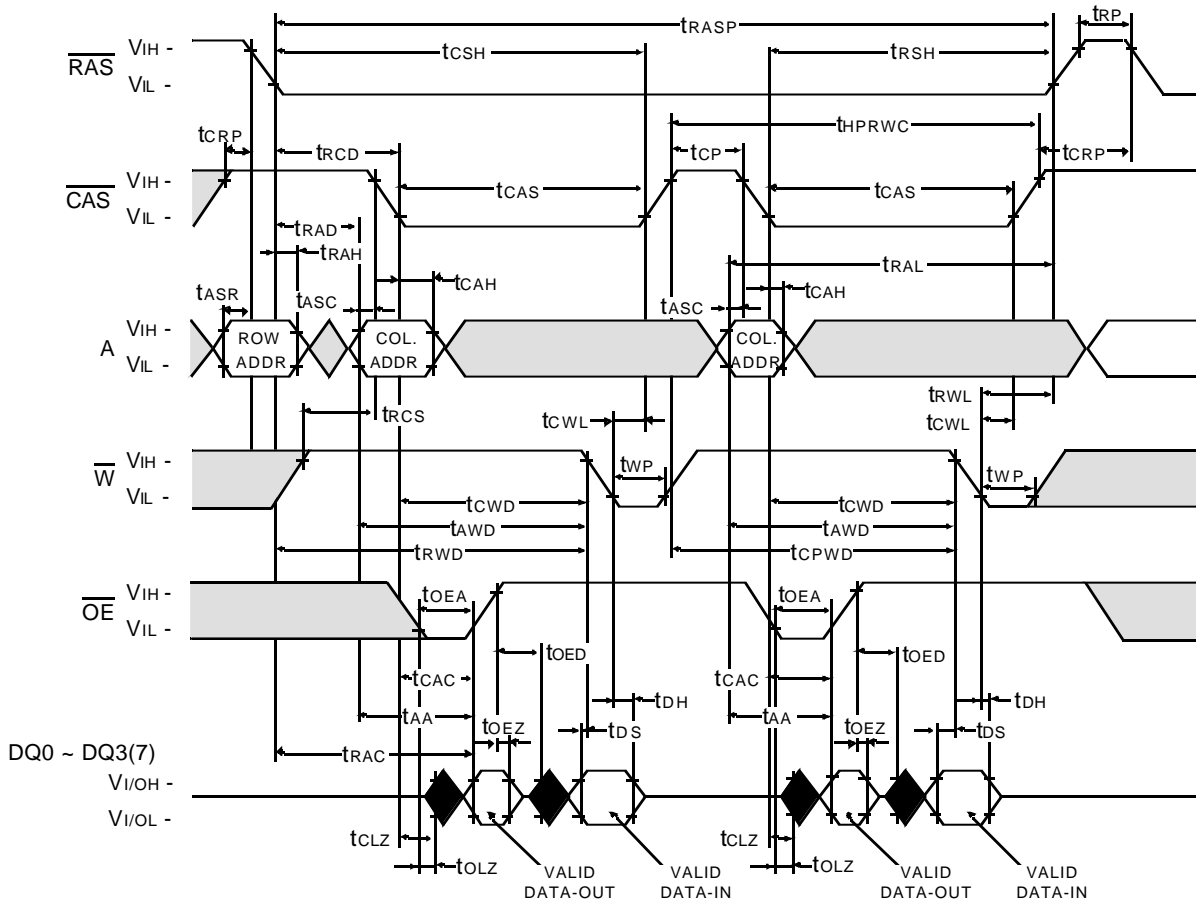 tRASP
tRP
tCSH
tRSH
RAS
VIH -
VIL -
tHPRWC
tCRP
tRCD
tCP
tCRP
CAS
VIH -
VIL -
tCAS
tCAS
tRAD
tRAH
tRAL
tASR
tASC
tCAH
tASC
tCAH
A
VIH -
VIL -
ROW
ADDR
COL.
ADDR
COL.
ADDR
tRCS
tCWL
tRWL
tCWL
W
VIH -
VIL -
tWP
tWP
tCWD
tCWD
tAWD
tAWD
tRWD
tCPWD
OE
VIH -
VIL -
tOEA
tOEA
tOED
tOED
tCAC
tCAC
tDH
tDH
tAA
tOEZ
tDS
tAA
tOEZ
tDS
tRAC
DQ0 ~ DQ3(7)
VI/OH -
VI/OL -
tCLZ
tCLZ
tOLZ
tOLZ
VALID
DATA-OUT
VALID
DATA-IN
VALID
DATA-OUT
VALID
DATA-IN